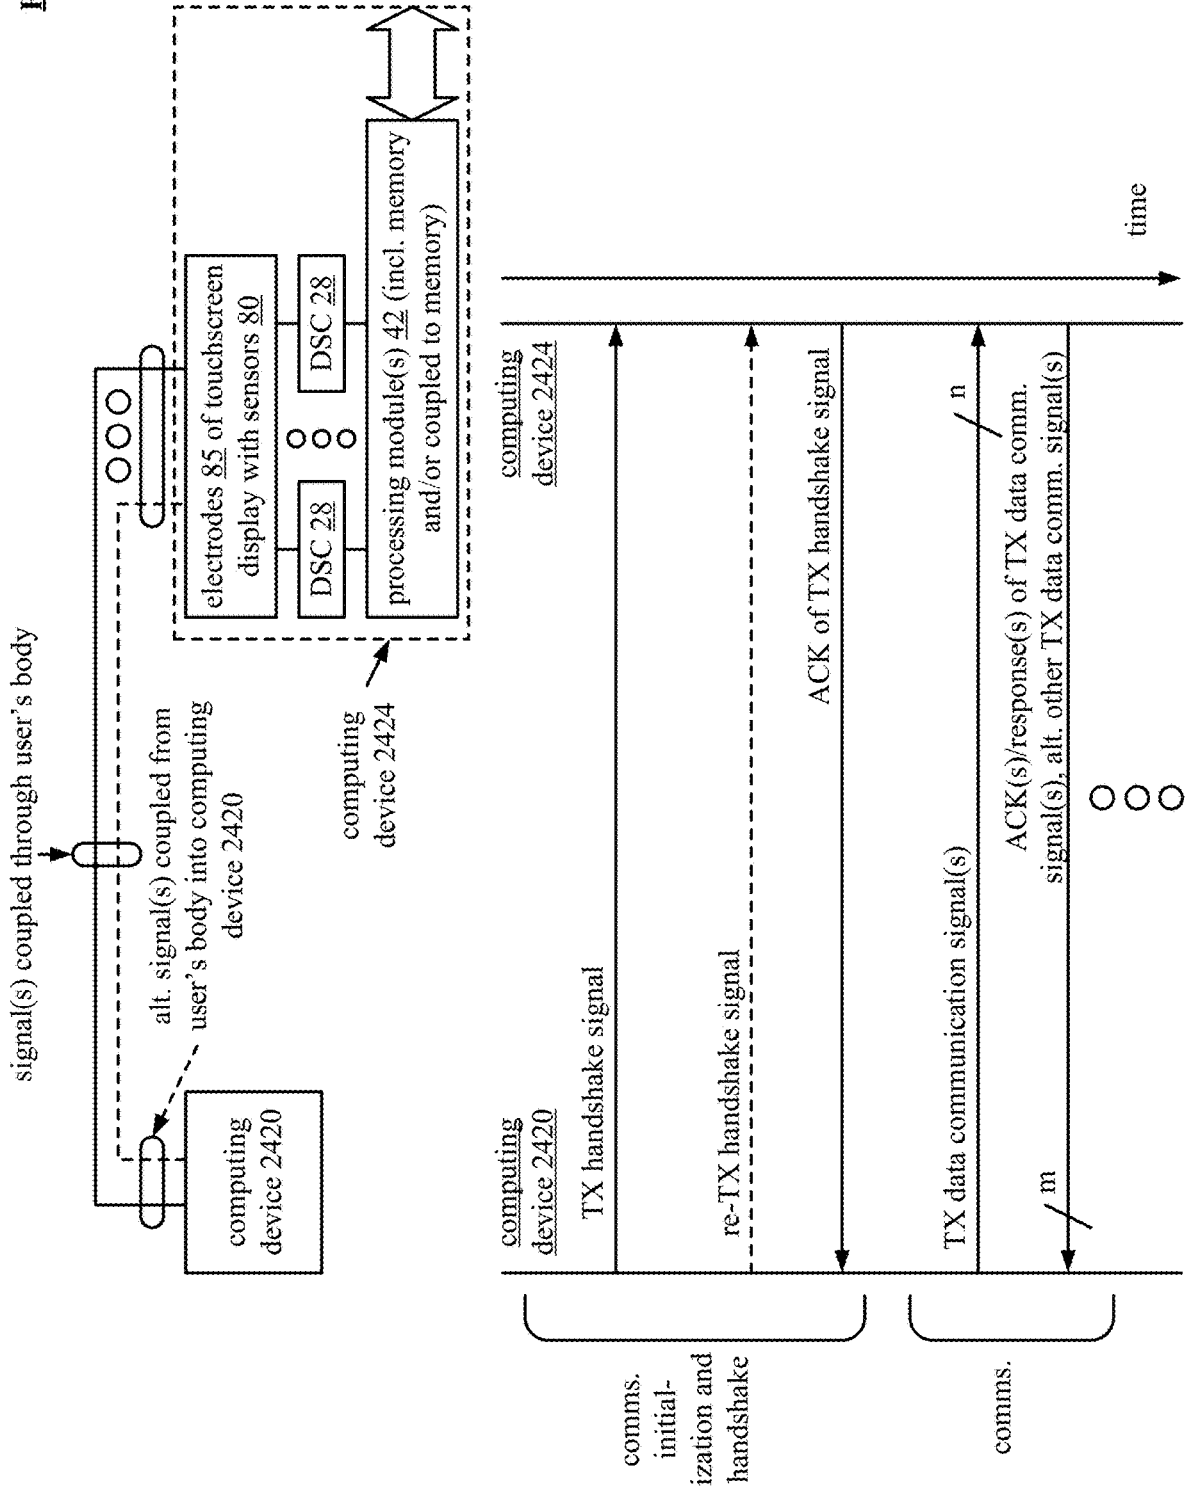 signal(s) coupled through user's body
alt. signal(s) coupled from
user's body into computing
device 2420
computing
device 2420
electrodes 85 of touchscreen
display with sensors 80
DSC 28
DSC 28
processing module(s) 42 (incl. memory
and/or coupled to memory)
computing
device 2424
computing
device 2420
computing
device 2424
TX handshake signal
re-TX handshake signal
ACK of TX handshake signal
comms.
initial-
ization and
handshake
TX data communication signal(s)
n
ACK(s)/response(s) of TX data comm.
signal(s), alt. other TX data comm. signal(s)
m
comms.
time